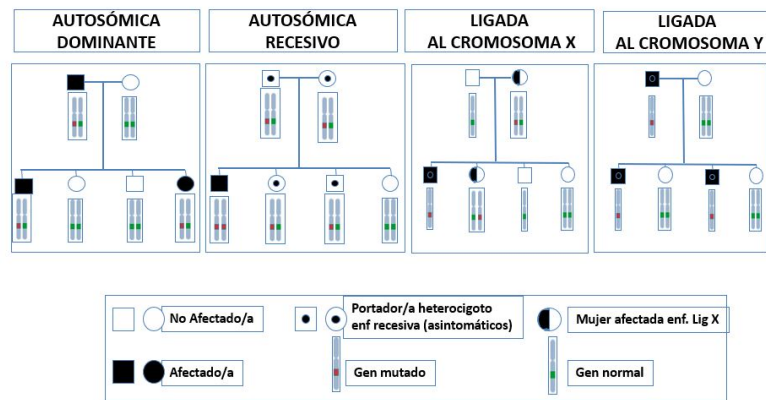 AUTOSÓMICA
DOMINANTE
AUTOSÓMICA
RECESIVO
LIGADA
AL CROMOSOMA X
LIGADA
AL CROMOSOMA Y
No Afectado/a
Portador/a heterocigoto
enf recesiva (asintomáticos)
Mujer afectada enf. Lig X
Afectado/a
Gen mutado
Gen normal